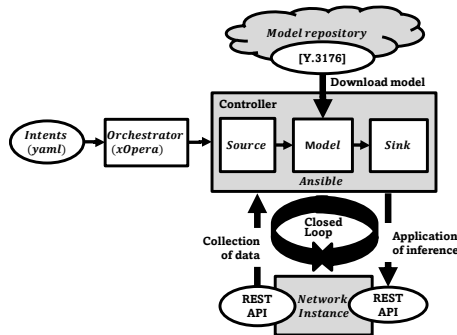 Model repository
[Y.3176]
Download model
Controller
Intents
(yaml)
Orchestrator
(xOpera)
Source
Model
Sink
Ansible
Closed
Loop
Collection
of data
Application
of inference
REST
API
Network
Instance
REST
API